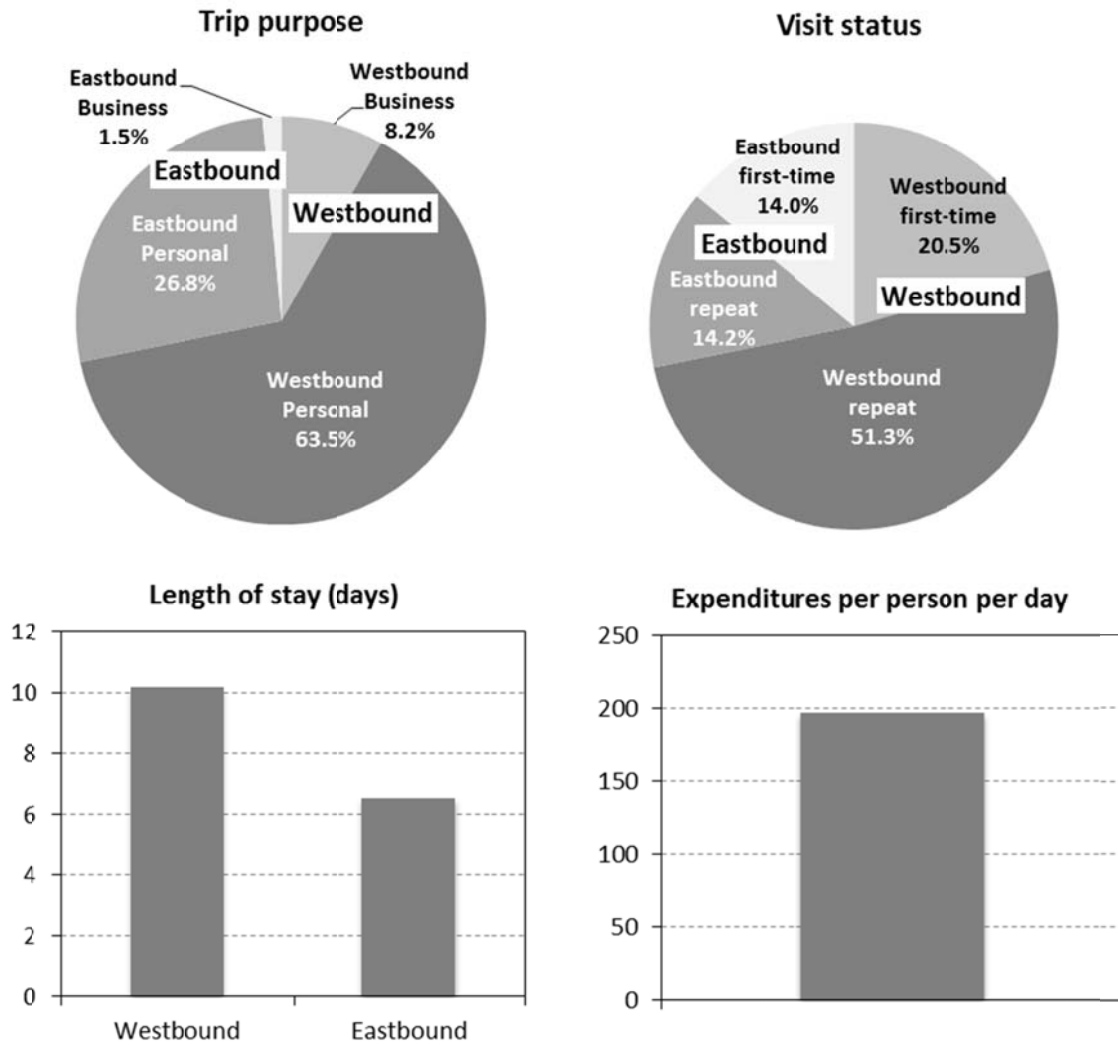 Trip purpose
Eastbound
Business
1.5%
Westbound
Business
8.2%
Eastbound
Westbound
Eastbound
Personal
26.8%
Westbound
Personal
63.5%
Visit status
Eastbound
first-time
14.0%
Westbound
first-time
20.5%
Eastbound
Westbound
Eastbound
repeat
14.2%
Westbound
repeat
51.3%
Length of stay (days)
12
10
8
6
4
2
0
Westbound
Eastbound
Expenditures per person per day
250
200
150
100
50
0